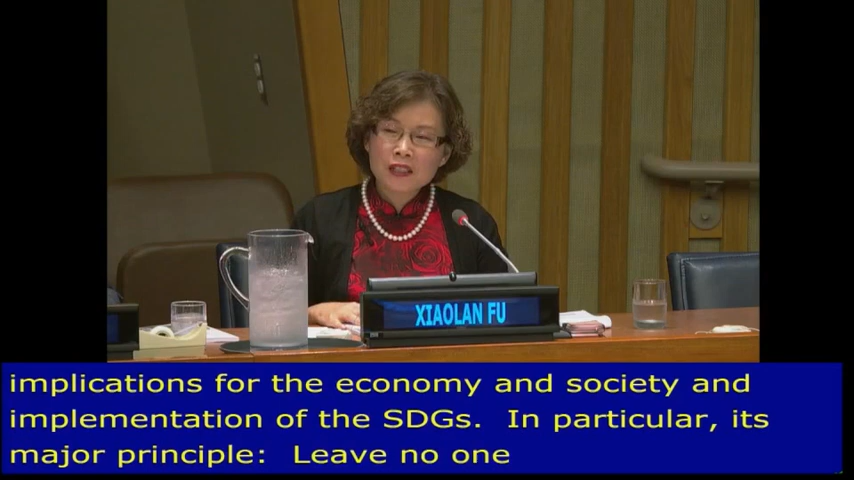 XIAOLAN FU
implications for the economy and society and
implementation of the SDGs.  In particular, its
major principle:  Leave no one